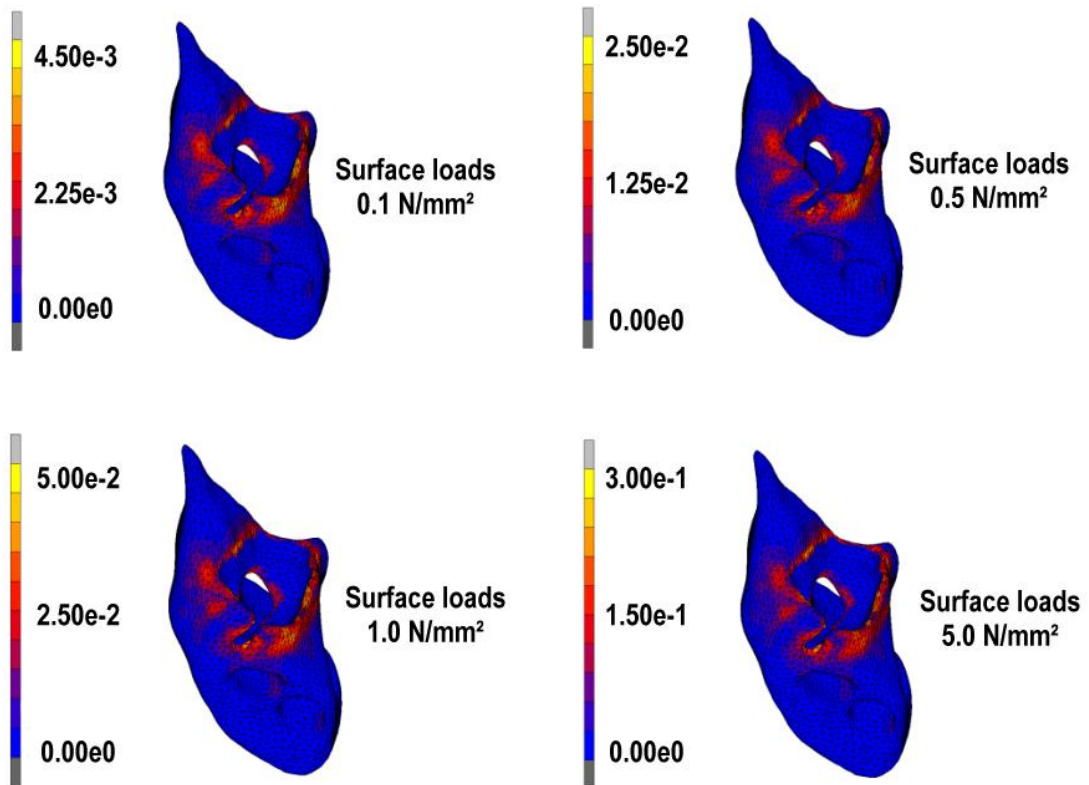 4.50e-3
2.25e-3
0.00e0
Surface loads
0.1 N/mm²
2.50e-2
1.25e-2
0.00e0
Surface loads
0.5 N/mm²
5.00e-2
2.50e-2
0.00e0
Surface loads
1.0 N/mm²
3.00e-1
1.50e-1
0.00e0
Surface loads
5.0 N/mm²